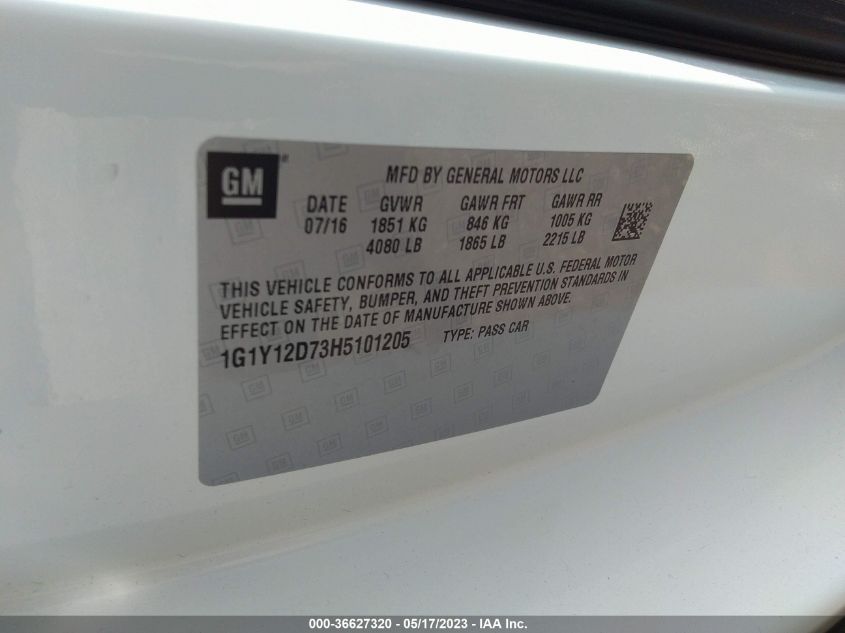 GM
MFD BY GENERAL MOTORS LLC
DATE GVWR GAWR FRT GAWR RR
07/16 1851 KG 846 KG 1005 KG
4080 LB 1865 LB 2215 LB
THIS VEHICLE CONFORMS TO ALL APPLICABLE U.S. FEDERAL MOTOR
VEHICLE SAFETY, BUMPER, AND THEFT PREVENTION STANDARDS IN
EFFECT ON THE DATE OF MANUFACTURE SHOWN ABOVE.
1G1Y12D73H5101205 TYPE: PASS CAR
000-36627320 - 05/17/2023 - IAA Inc.